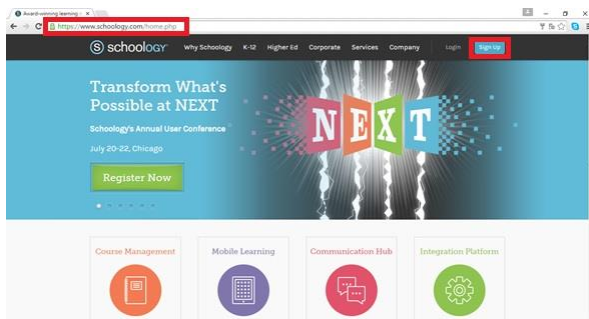 Award-winning learning
https://www.schoology.com/home.php
S schoology
Why Schoology K-12 Higher Ed Corporate Services Company Login Sign Up
Transform What's
Possible at NEXT
Schoology's Annual User Conference
July 20-22, Chicago
Register Now
NEXT
Course Management Mobile Learning Communication Hub Integration Platform